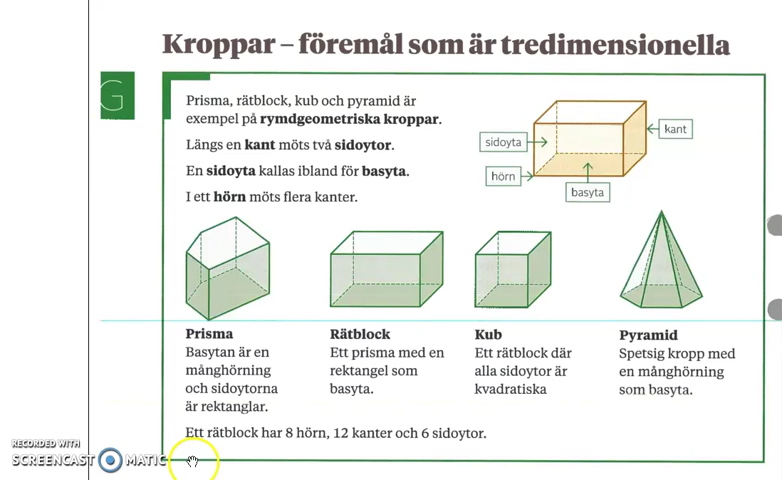 Kroppar – föremål som är tredimensionella
G
Prisma, rätblock, kub och pyramid är
exempel på rymdgeometriska kroppar.
Längs en kant möts två sidoytor.
En sidoyta kallas ibland för basyta.
I ett hörn möts flera kanter.
sidoyta
kant
hörn
basyta
Prisma
Basytan är en
månghörning
och sidoytorna
är rektanglar.
Rätblock
Ett prisma med en
rektangel som
basyta.
Kub
Ett rätblock där
alla sidoytor är
kvadratiska
Pyramid
Spetsig kropp med
en månghörning
som basyta.
Ett rätblock har 8 hörn, 12 kanter och 6 sidoytor.
RECORDED WITH
SCREENCAST MATIC